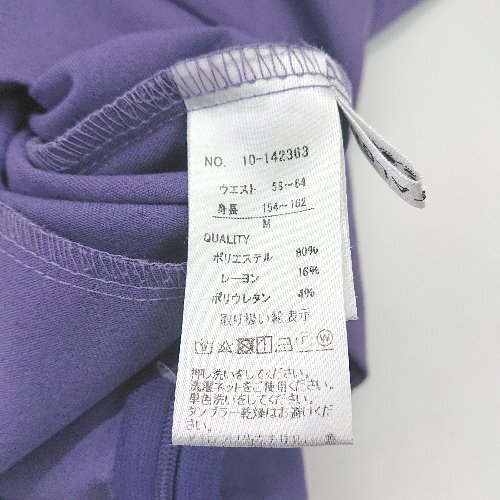 NO. 10-142363
ウエスト 58~64
身長 154~162
M
QUALITY
ポリエステル 80%
レーヨン 16%
ポリウレタン 4%
取り扱い絵表示
押し洗いをしてください。
洗濯ネットをご使用ください。
単色洗いをしてください。
タンブラー乾燥はお避けください。